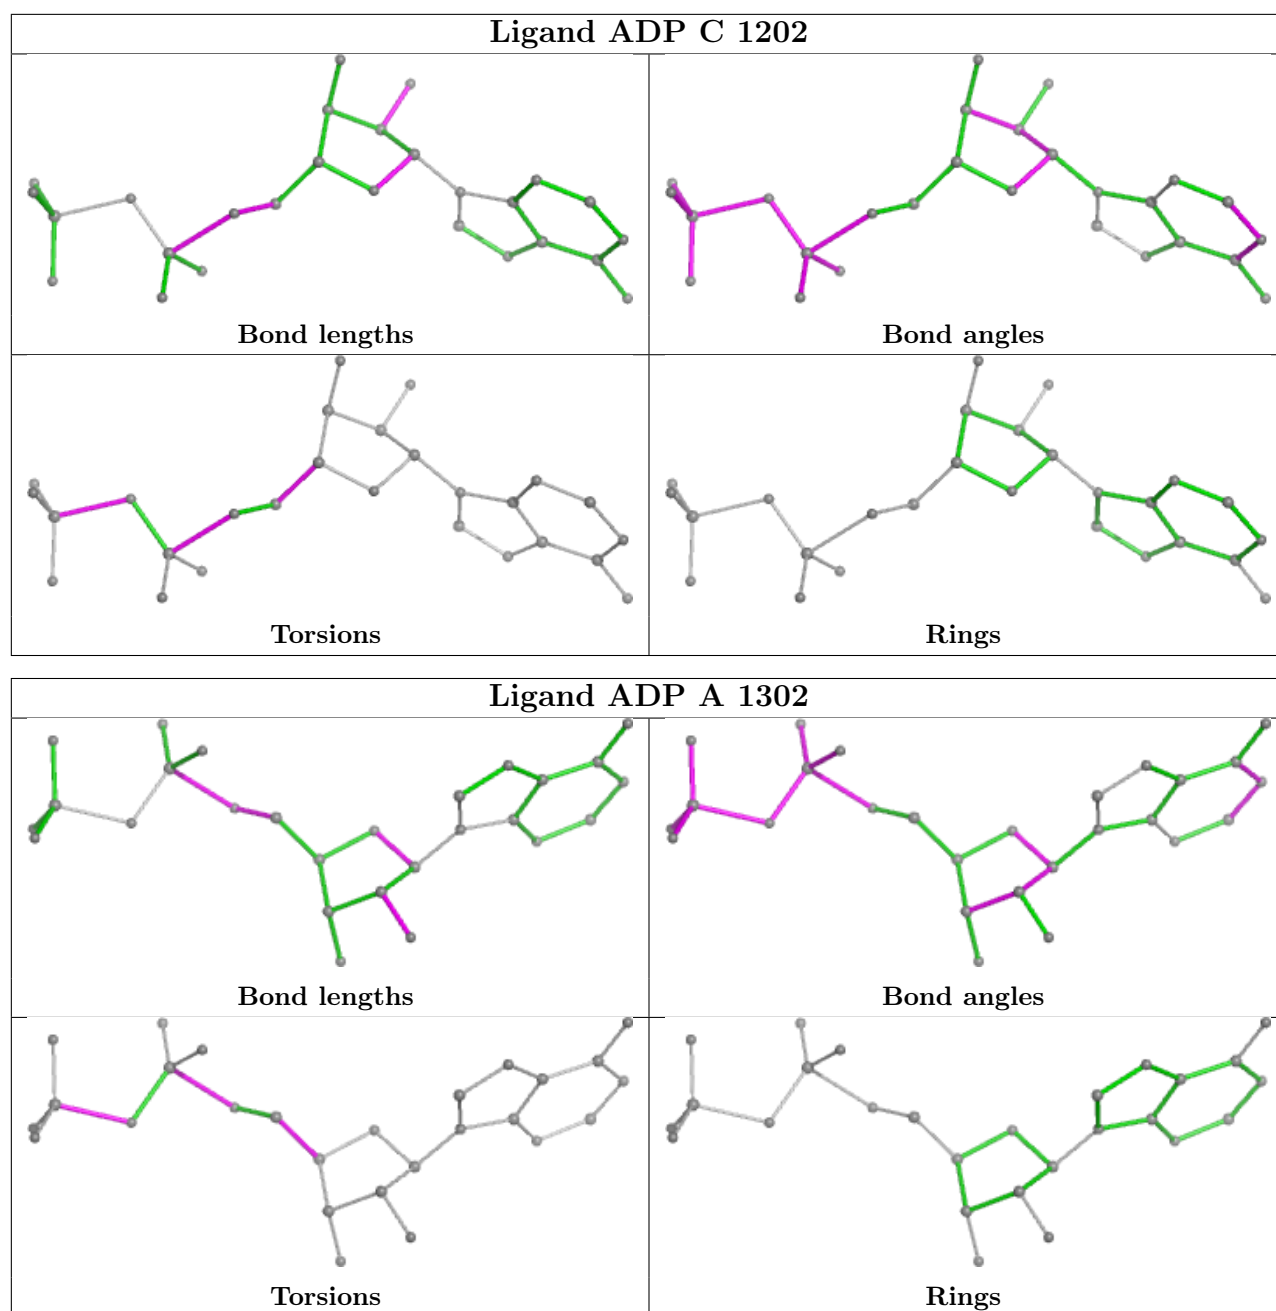 Ligand ADP C 1202
Bond lengths
Bond angles
Torsions
Rings
Ligand ADP A 1302
Bond lengths
Bond angles
Torsions
Rings